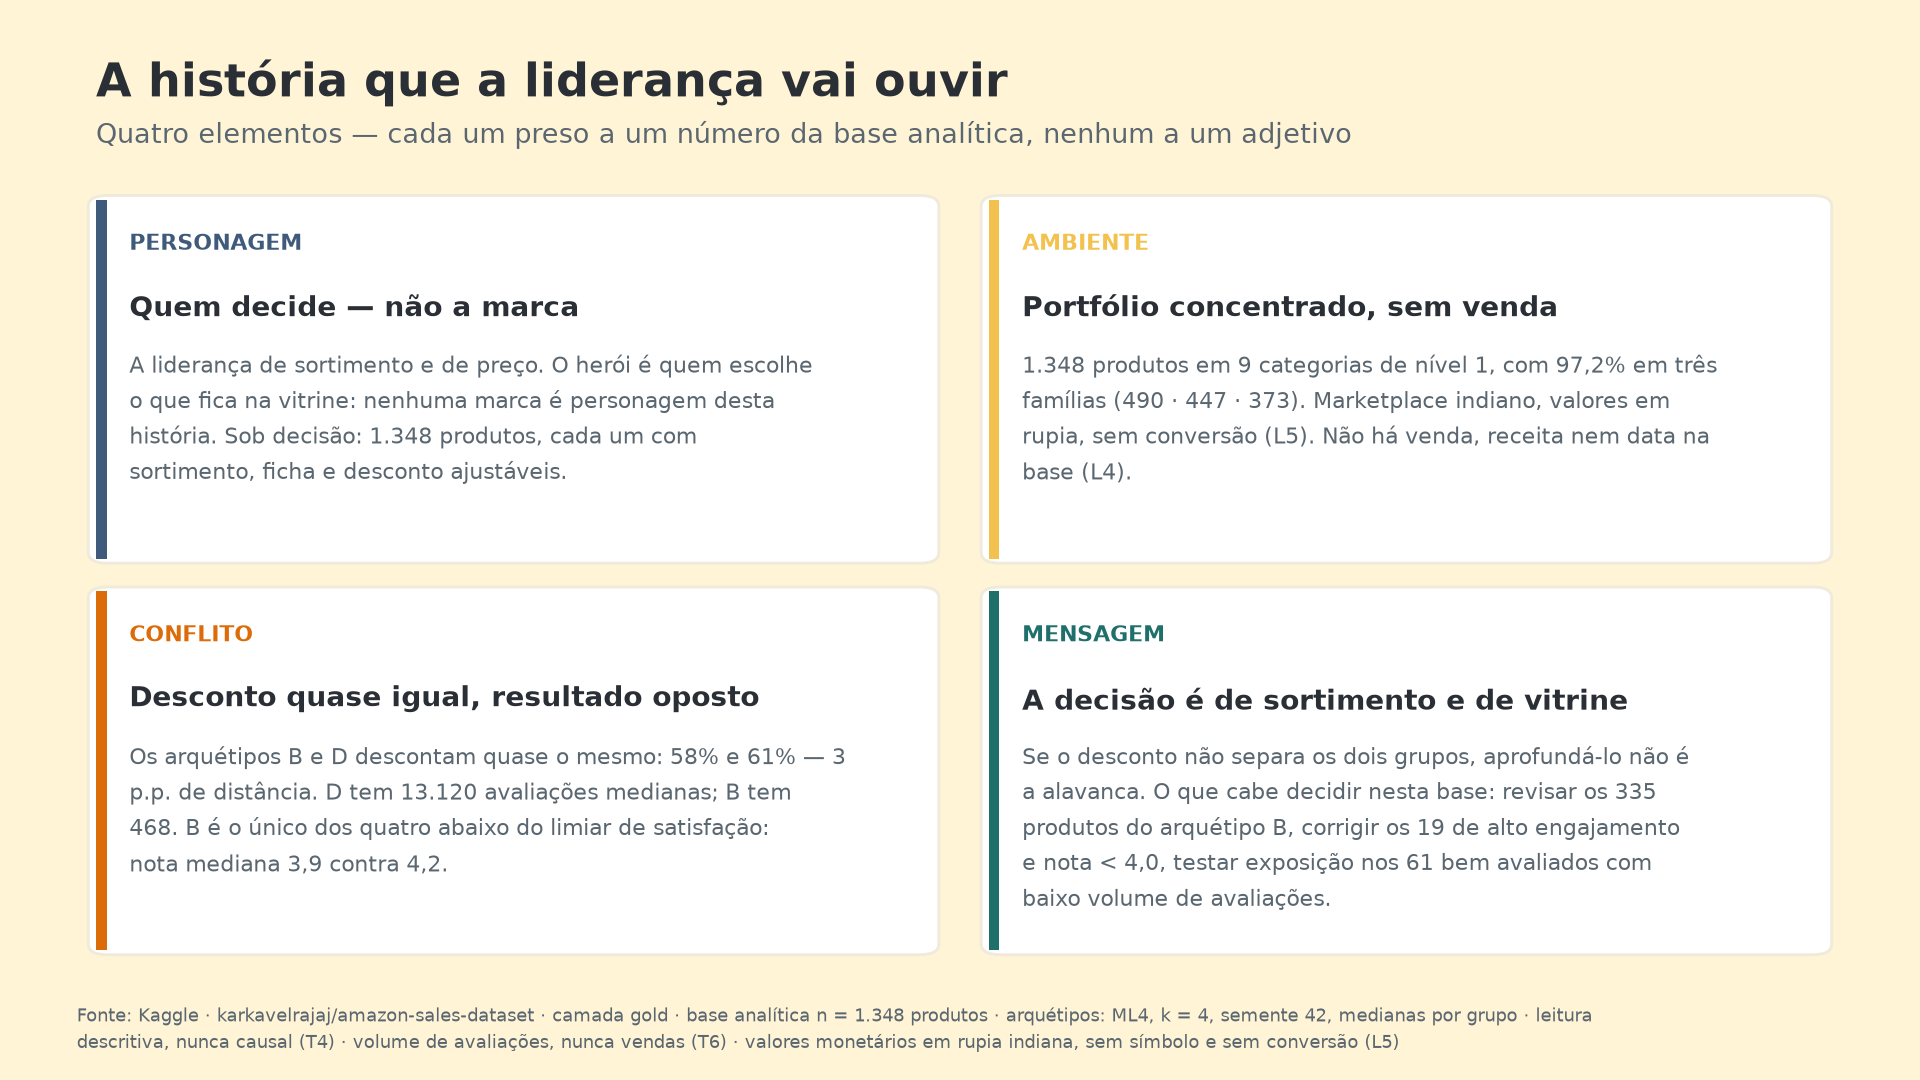 A história que a liderança vai ouvir
Quatro elementos — cada um preso a um número da base analítica, nenhum a um adjetivo
PERSONAGEM
Quem decide — não a marca
A liderança de sortimento e de preço. O herói é quem escolhe
o que fica na vitrine: nenhuma marca é personagem desta
história. Sob decisão: 1.348 produtos, cada um com
sortimento, ficha e desconto ajustáveis.
AMBIENTE
Portfólio concentrado, sem venda
1.348 produtos em 9 categorias de nível 1, com 97,2% em três
famílias (490 · 447 · 373). Marketplace indiano, valores em
rupia, sem conversão (L5). Não há venda, receita nem data na
base (L4).
CONFLITO
Desconto quase igual, resultado oposto
Os arquétipos B e D descontam quase o mesmo: 58% e 61% — 3
p.p. de distância. D tem 13.120 avaliações medianas; B tem
468. B é o único dos quatro abaixo do limiar de satisfação:
nota mediana 3,9 contra 4,2.
MENSAGEM
A decisão é de sortimento e de vitrine
Se o desconto não separa os dois grupos, aprofundá-lo não é
a alavanca. O que cabe decidir nesta base: revisar os 335
produtos do arquétipo B, corrigir os 19 de alto engajamento
e nota < 4,0, testar exposição nos 61 bem avaliados com
baixo volume de avaliações.
Fonte: Kaggle · karkavelrajaj/amazon-sales-dataset · camada gold · base analítica n = 1.348 produtos · arquétipos: ML4, k = 4, semente 42, medianas por grupo · leitura
descritiva, nunca causal (T4) · volume de avaliações, nunca vendas (T6) · valores monetários em rupia indiana, sem símbolo e sem conversão (L5)